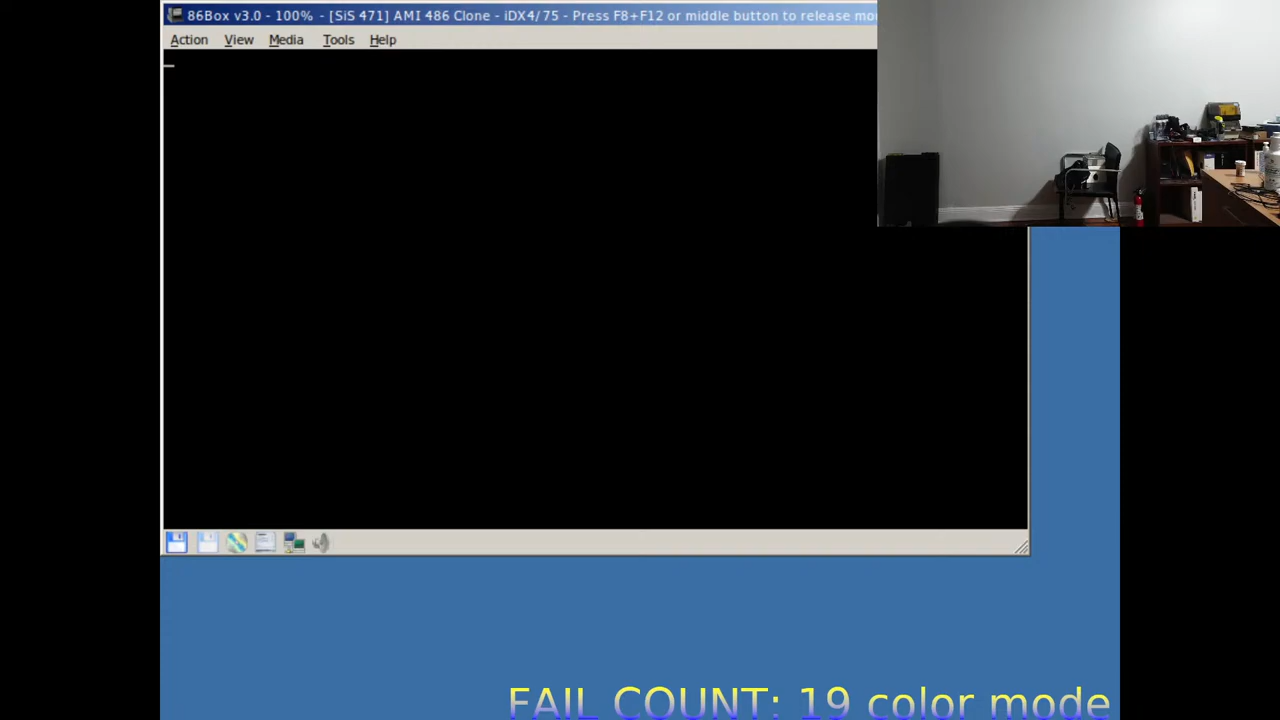 86Box v3.0 - 100% - [SiS 471] AMI 486 Clone - iDX4/75 - Press F8+F12 or middle button to release mo
Action View Media Tools Help
FAIL COUNT: 19 color mode